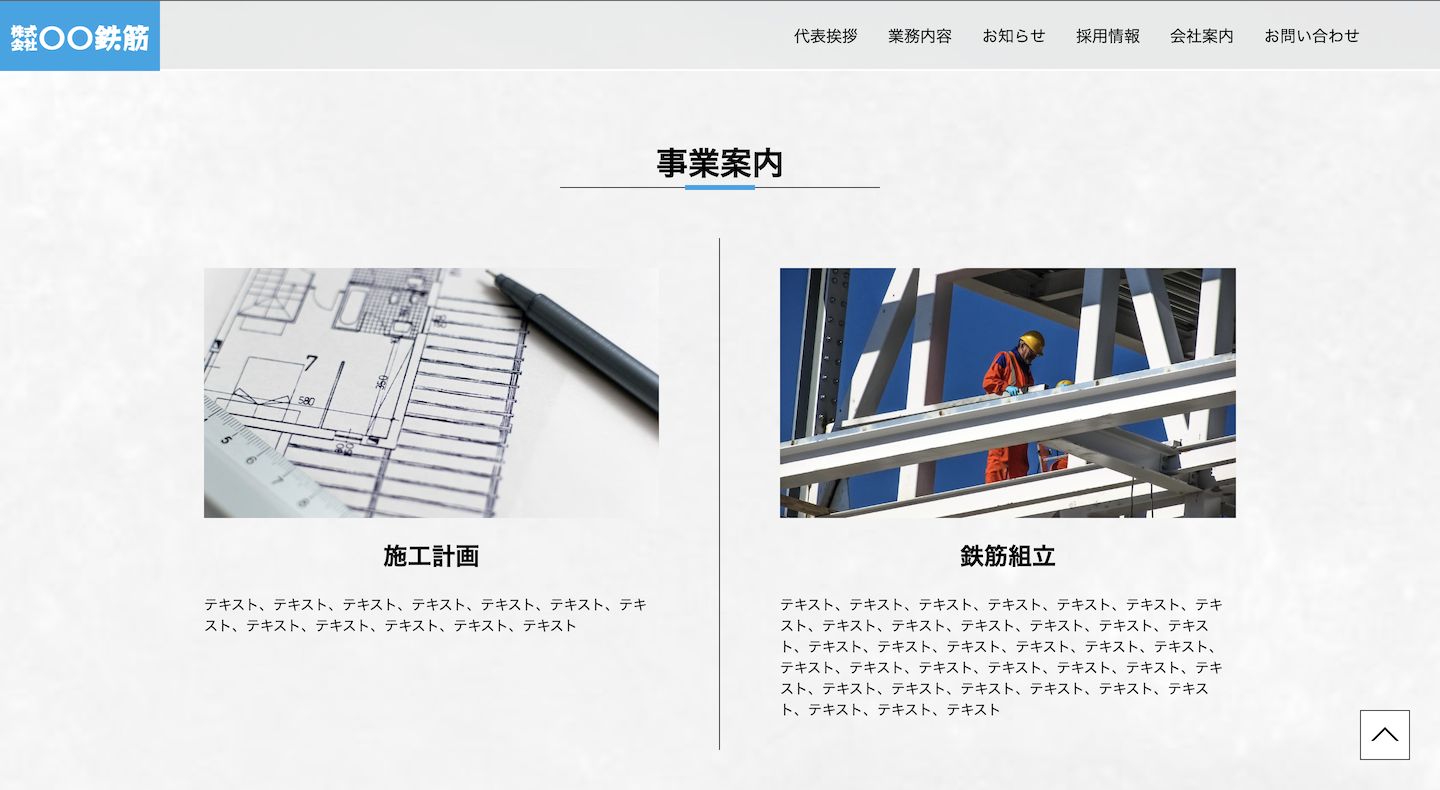 株式
会社〇〇鉄筋
代表挨拶
業務内容
お知らせ
採用情報
会社案内
お問い合わせ
事業案内
7
580
350
5
6
7
8
施工計画
テキスト、テキスト、テキスト、テキスト、テキスト、テキスト、テキ
スト、テキスト、テキスト、テキスト、テキスト、テキスト
鉄筋組立
テキスト、テキスト、テキスト、テキスト、テキスト、テキスト、テキ
スト、テキスト、テキスト、テキスト、テキスト、テキスト、テキス
ト、テキスト、テキスト、テキスト、テキスト、テキスト、テキスト、
テキスト、テキスト、テキスト、テキスト、テキスト、テキスト、テキ
スト、テキスト、テキスト、テキスト、テキスト、テキスト、テキス
ト、テキスト、テキスト、テキスト